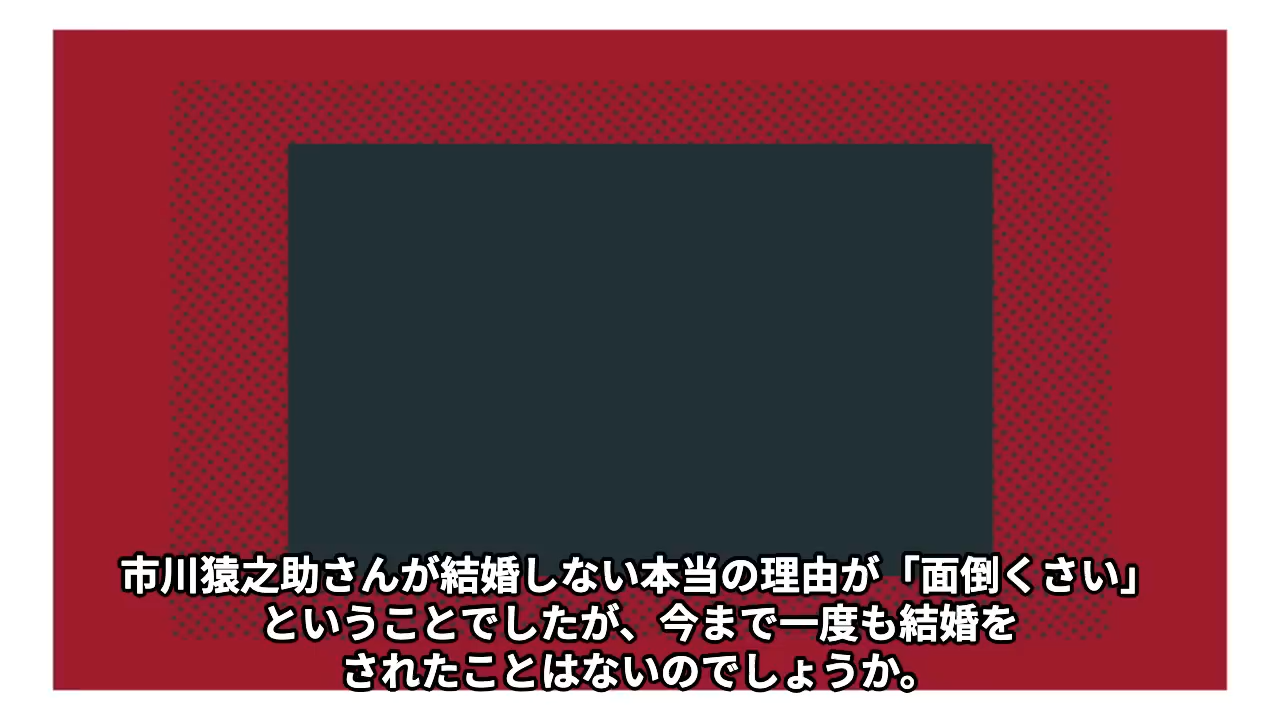 市川猿之助さんが結婚しない本当の理由が「面倒くさい」
ということでしたが、今まで一度も結婚を
されたことはないのでしょうか。